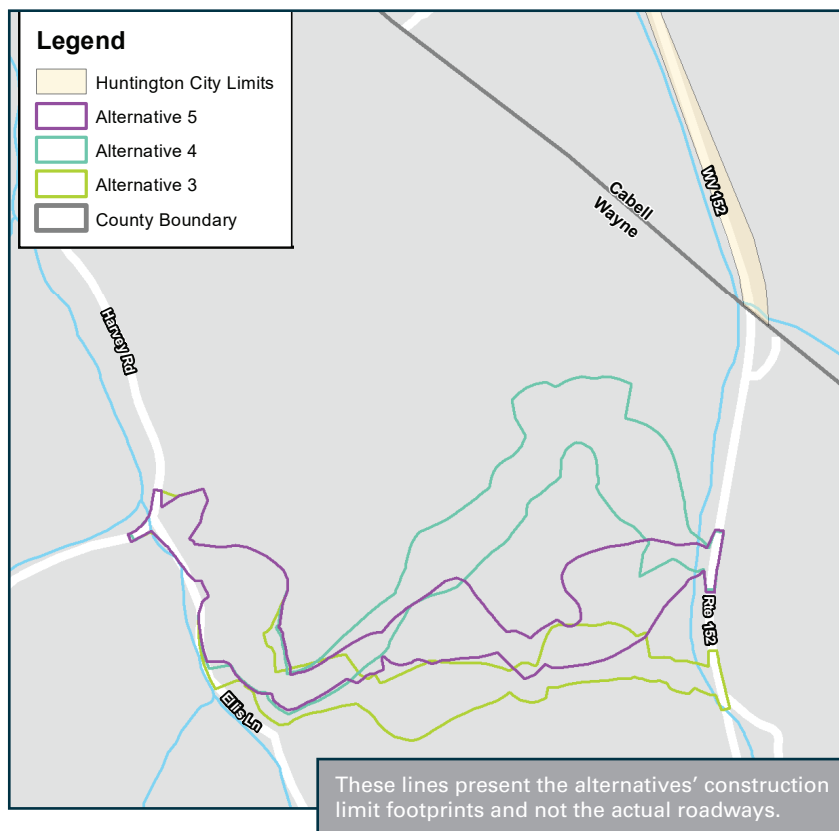 Legend
Huntington City Limits
Alternative 5
Alternative 4
Alternative 3
County Boundary
WV 152
Cabell
Wayne
Harvey Rd
Rte 152
Ellis Ln
These lines present the alternatives’ construction
limit footprints and not the actual roadways.